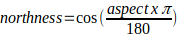 northness=cos(aspect x π/180)